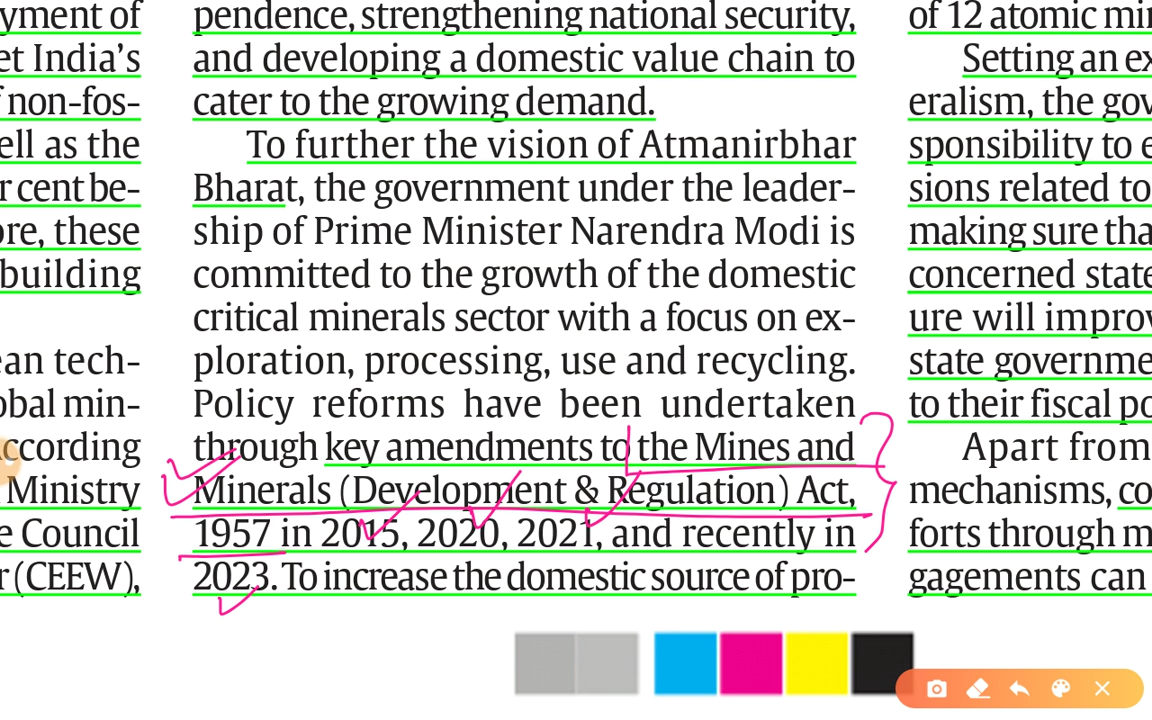 yment of
et India's
non-fos-
ell as the
r cent be-
ore, these
building
ean tech-
obal min-
ccording
Ministry
e Council
r (CEEW),
pendence, strengthening national security,
and developing a domestic value chain to
cater to the growing demand.
To further the vision of Atmanirbhar
Bharat, the government under the leader-
ship of Prime Minister Narendra Modi is
committed to the growth of the domestic
critical minerals sector with a focus on ex-
ploration, processing, use and recycling.
Policy reforms have been undertaken
through key amendments to the Mines and
Minerals (Development & Regulation) Act,
1957 in 2015, 2020, 2021, and recently in
2023. To increase the domestic source of pro-
of 12 atomic mi
Setting an ex
eralism, the gov
sponsibility to e
sions related to
making sure tha
concerned state
ure will improv
state governme
to their fiscal po
Apart from
mechanisms, co
forts through m
gagements can